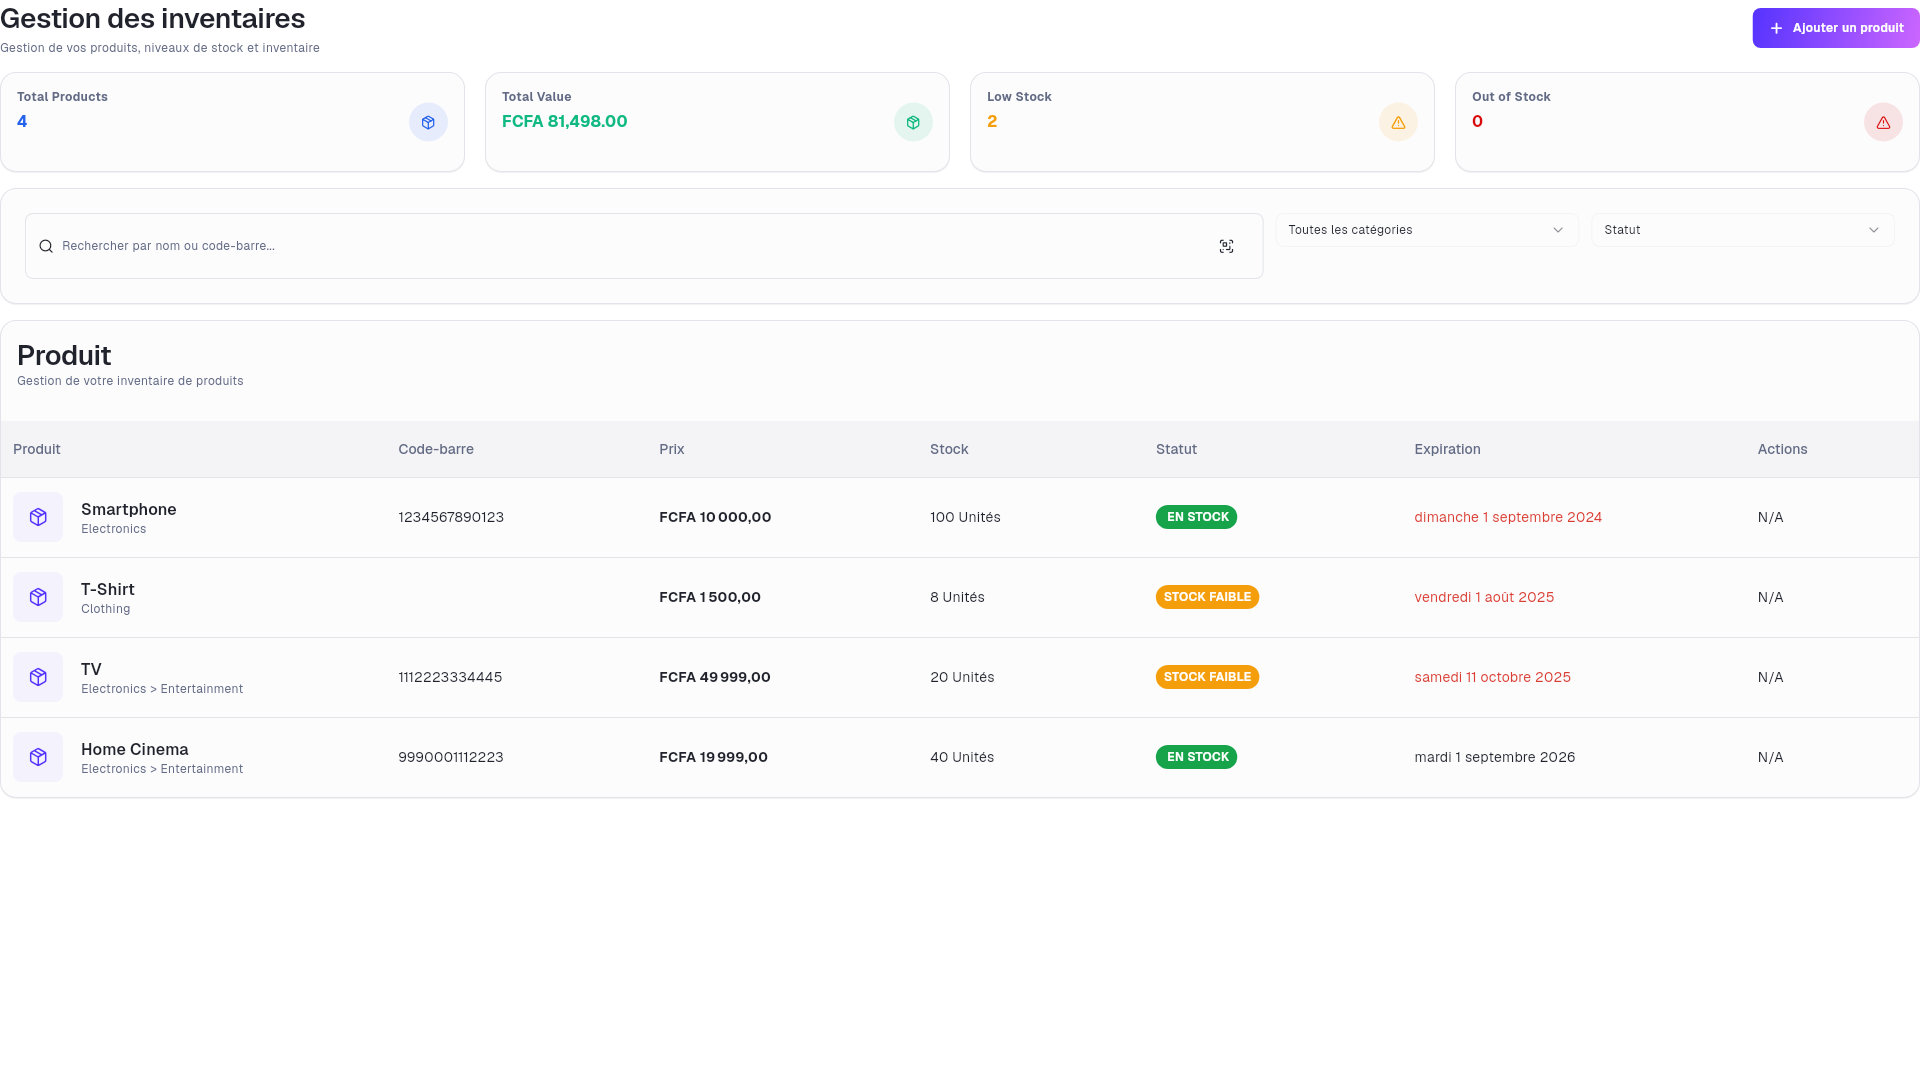 Gestion des inventaires
Gestion de vos produits, niveaux de stock et inventaire
Ajouter un produit
Total Products
4
Total Value
FCFA 81,498.00
Low Stock
2
Out of Stock
0
Rechercher par nom ou code-barre...
Toutes les catégories
Statut
Produit
Gestion de votre inventaire de produits
Produit Code-barre Prix Stock Statut Expiration Actions
Smartphone
Electronics
1234567890123 FCFA 10 000,00 100 Unités EN STOCK dimanche 1 septembre 2024 N/A
T-Shirt
Clothing
FCFA 1 500,00 8 Unités STOCK FAIBLE vendredi 1 août 2025 N/A
TV
Electronics > Entertainment
1112223334445 FCFA 49 999,00 20 Unités STOCK FAIBLE samedi 11 octobre 2025 N/A
Home Cinema
Electronics > Entertainment
9990001112223 FCFA 19 999,00 40 Unités EN STOCK mardi 1 septembre 2026 N/A